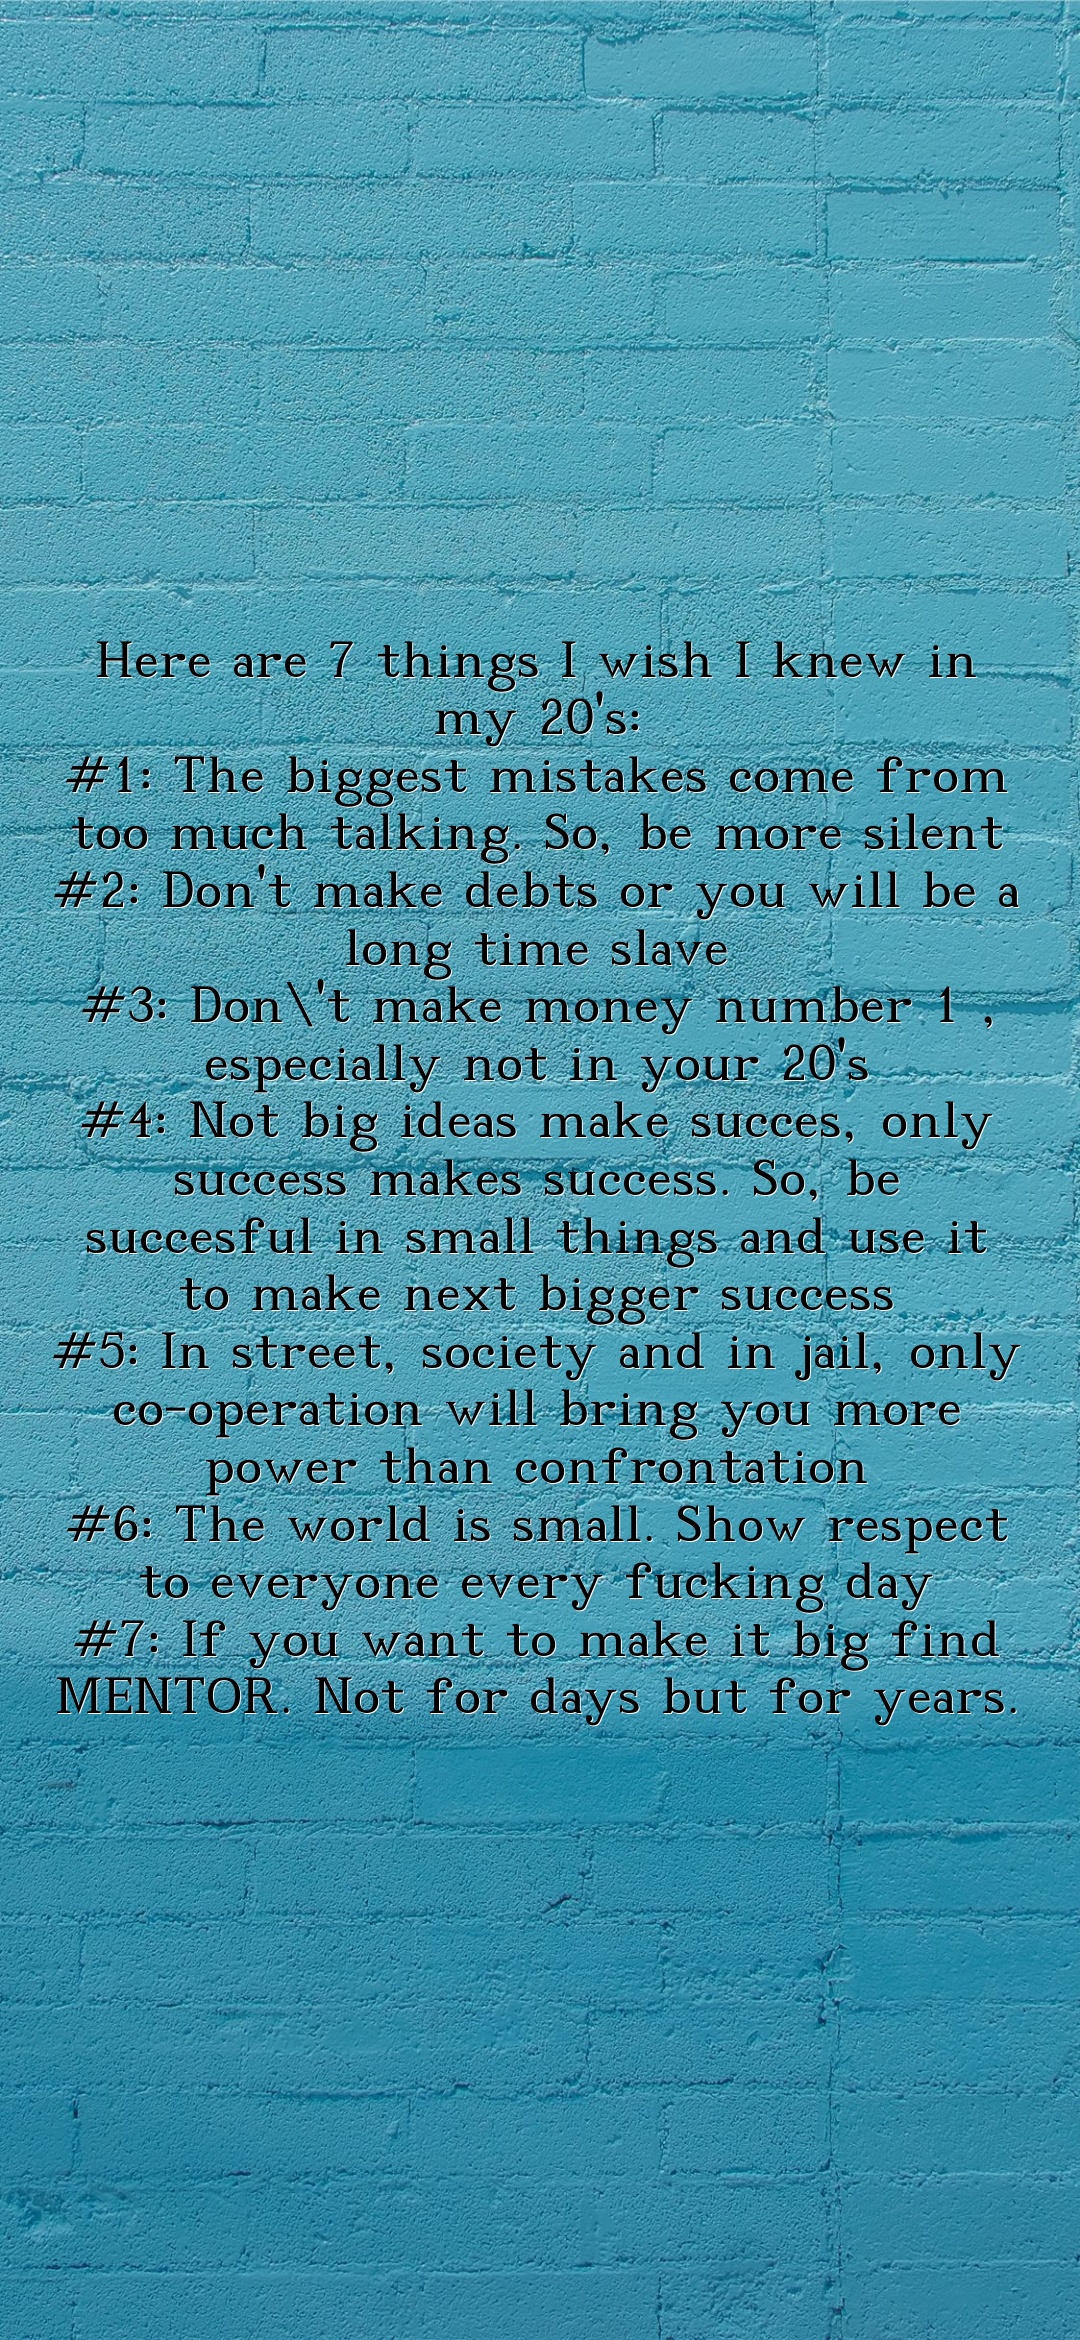 Here are 7 things I wish I knew in
my 20's:
#1: The biggest mistakes come from
too much talking. So, be more silent
#2: Don't make debts or you will be a
long time slave
#3: Don\'t make money number 1 ,
especially not in your 20's
#4: Not big ideas make succes, only
success makes success. So, be
succesful in small things and use it
to make next bigger success
#5: In street, society and in jail, only
co-operation will bring you more
power than confrontation
#6: The world is small. Show respect
to everyone every fucking day
#7: If you want to make it big find
MENTOR. Not for days but for years.